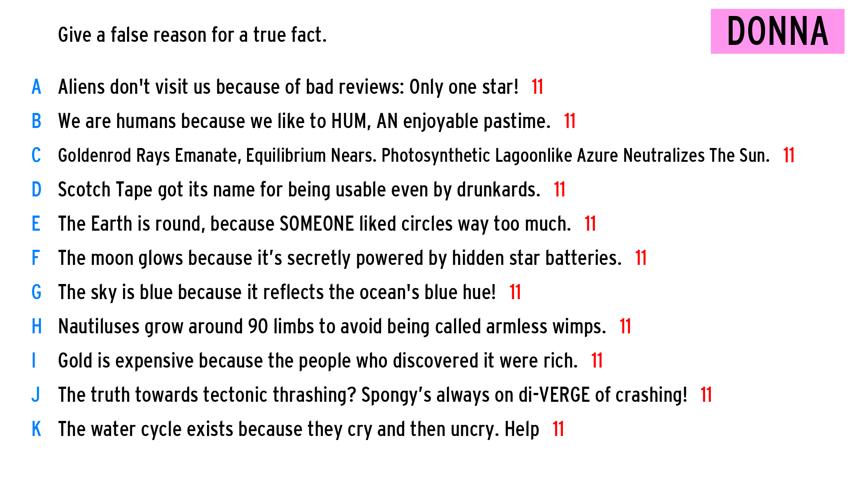 Give a false reason for a true fact.
DONNA
A Aliens don't visit us because of bad reviews: Only one star! 11
B We are humans because we like to HUM, AN enjoyable pastime. 11
C Goldenrod Rays Emanate, Equilibrium Nears. Photosynthetic Lagoonlike Azure Neutralizes The Sun. 11
D Scotch Tape got its name for being usable even by drunkards. 11
E The Earth is round, because SOMEONE liked circles way too much. 11
F The moon glows because it’s secretly powered by hidden star batteries. 11
G The sky is blue because it reflects the ocean's blue hue! 11
H Nautiluses grow around 90 limbs to avoid being called armless wimps. 11
I Gold is expensive because the people who discovered it were rich. 11
J The truth towards tectonic thrashing? Spongy’s always on di-VERGE of crashing! 11
K The water cycle exists because they cry and then uncry. Help 11